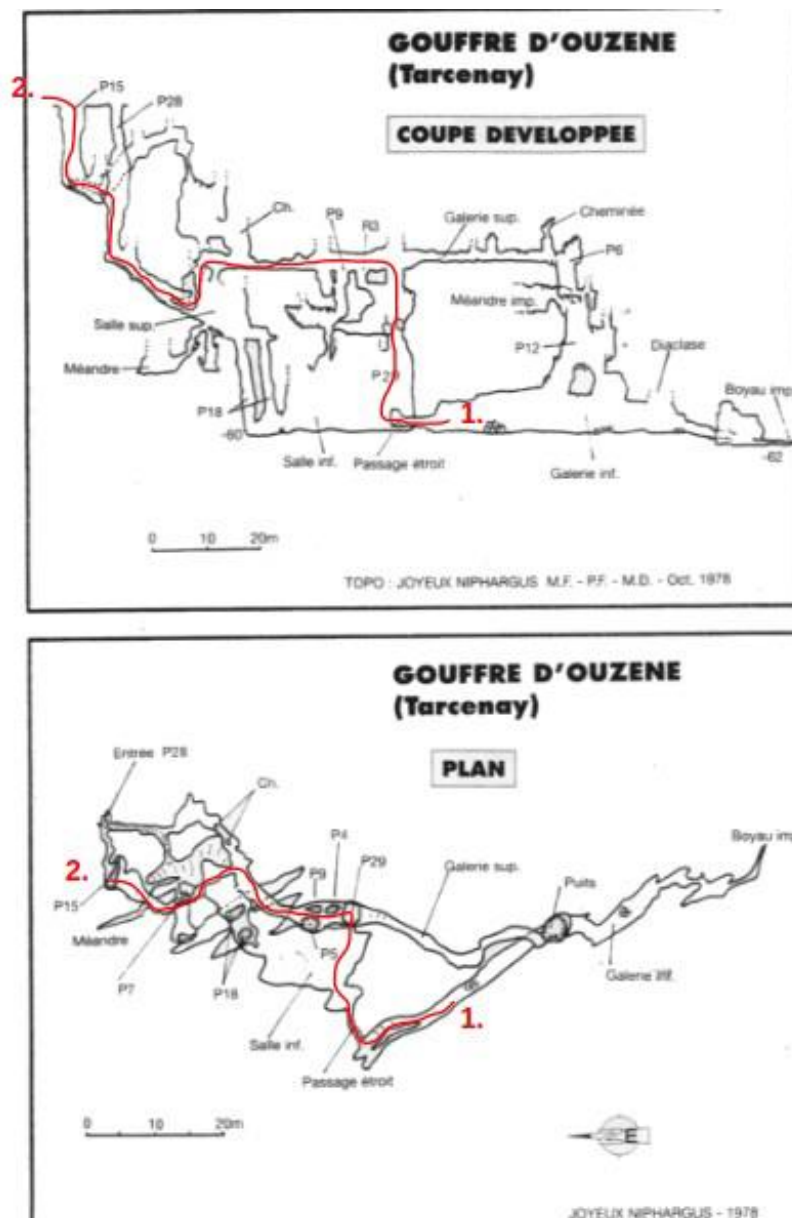 GOUFFRE D'OUZENE
(Tarcenay)
COUPE DEVELOPPEE
2.
P15
P28
Ch.
P9
R3
Galerie sup.
Cheminée
P6
Méandre imp.
Salle sup.
P12
Diaclase
Méandre
P29
P18
1.
Boyau imp
-60
Salle inf.
Passage étroit
Galerie inf.
-62
0 10 20m
TOPO : JOYEUX NIPHARGUS M.F. - P.F. - M.D. - Oct. 1978
GOUFFRE D'OUZENE
(Tarcenay)
PLAN
Entrée P28
Ch.
P4
Boyau imp
P9
P29
Galerie sup.
Puits
2.
P15
Méandre
P5
P7
P18
Galerie inf.
1.
Salle inf.
Passage étroit
0 10 20m
E
JOYEUX NIPHARGUS - 1978